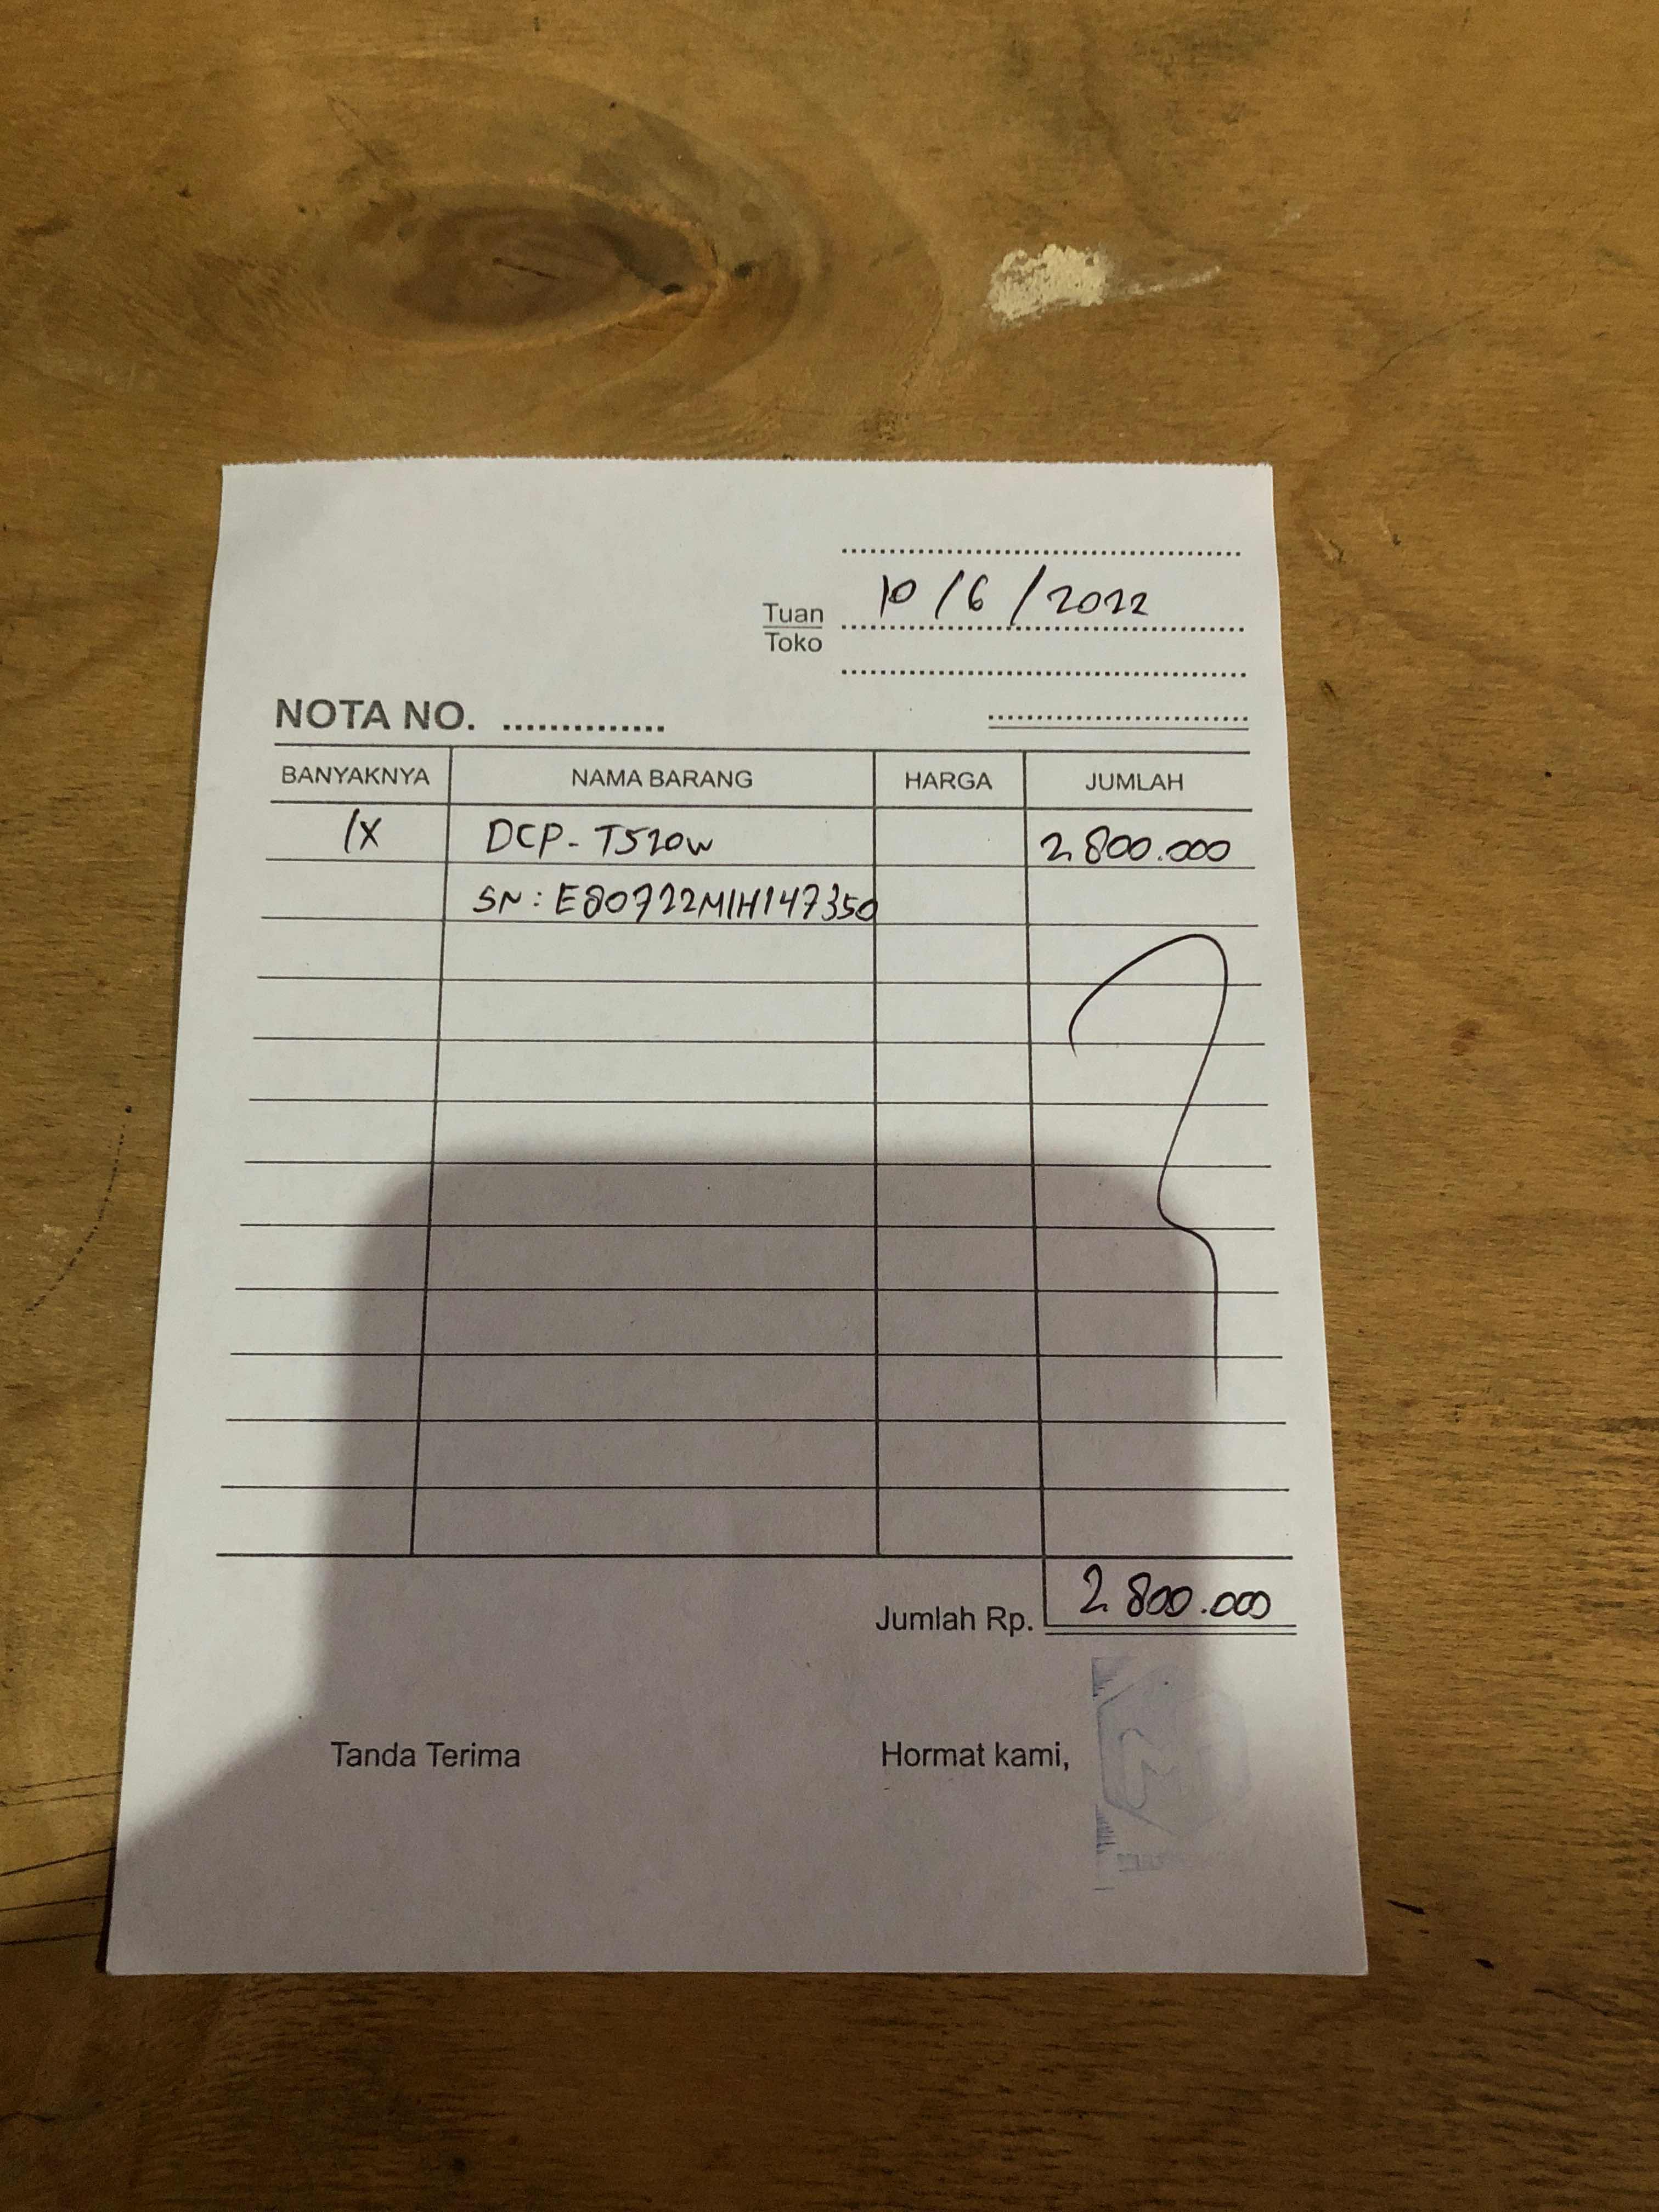 10/6/2022
Tuan
Toko
NOTA NO. ..............
BANYAKNYA NAMA BARANG HARGA JUMLAH
1X DCP-T520W 2.800.000
SN: E80722M1H147350
Jumlah Rp. 2.800.000
Tanda Terima Hormat kami,